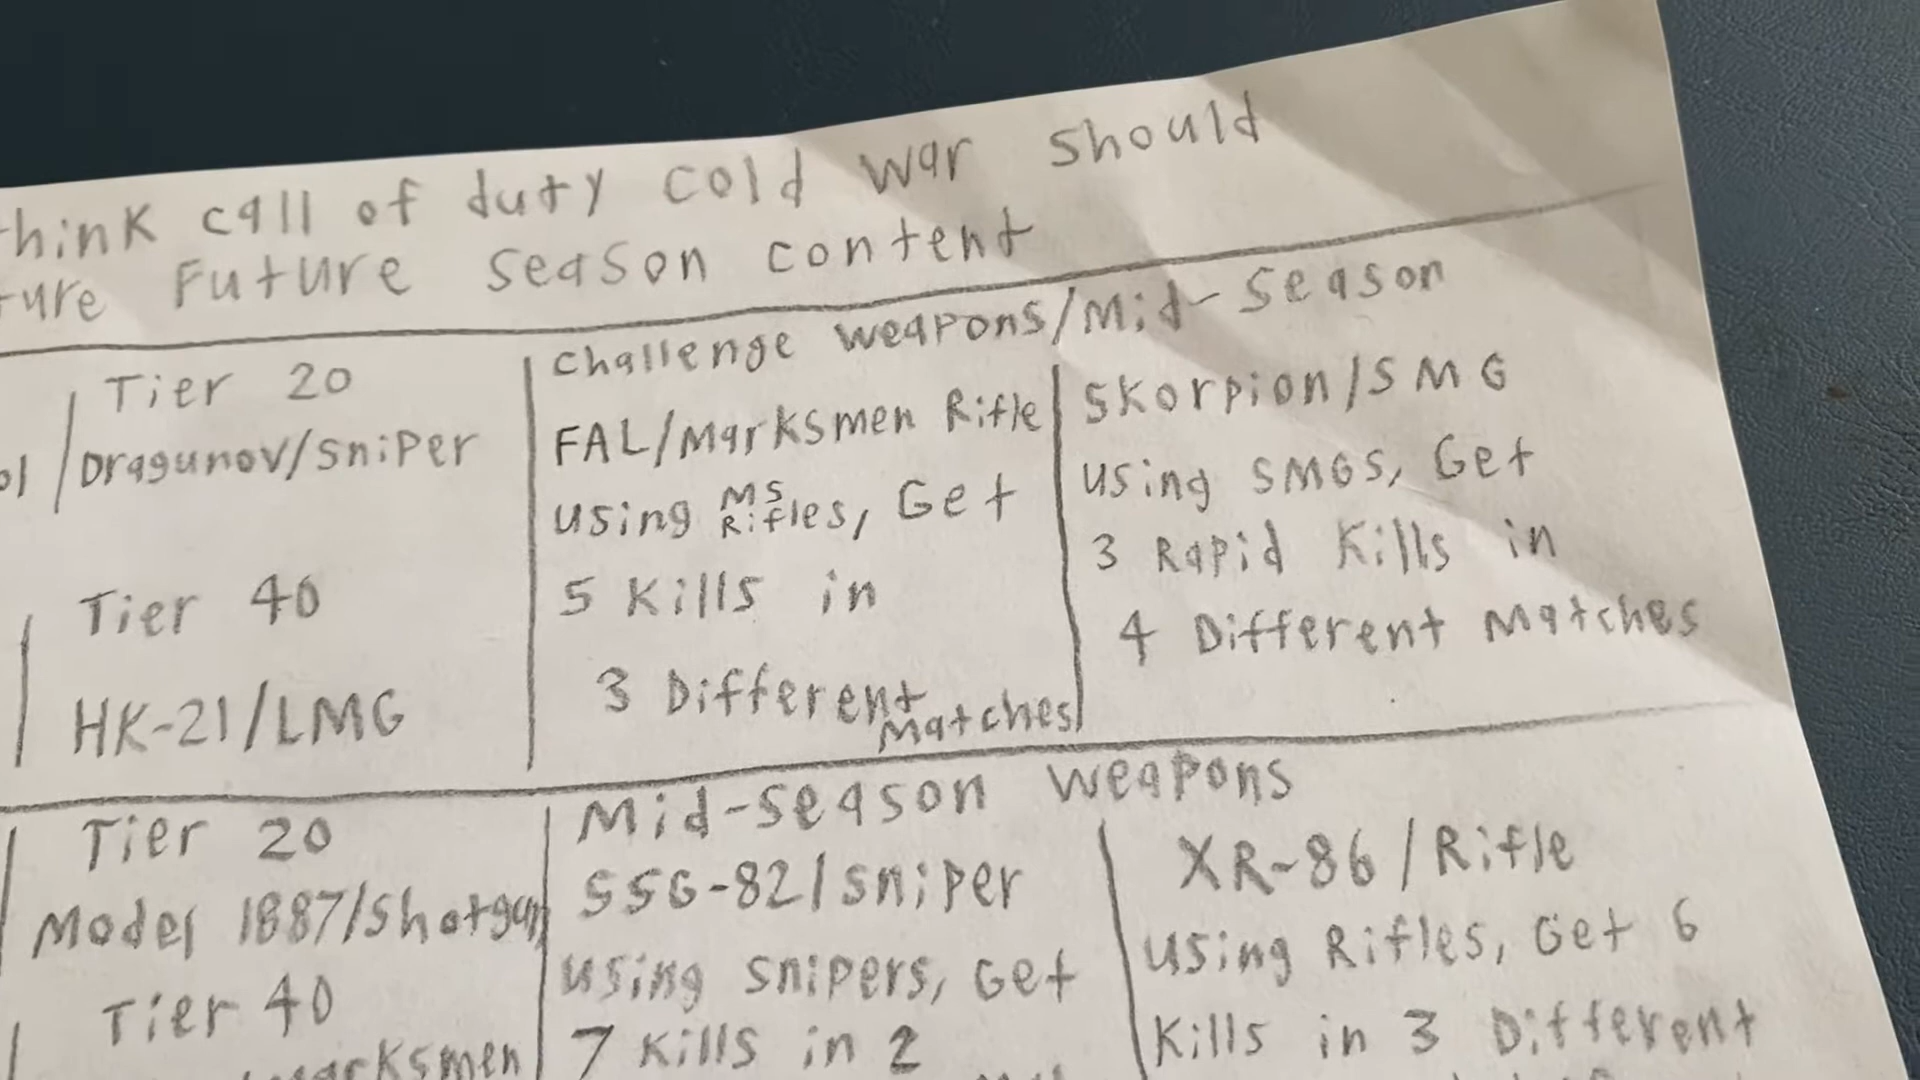 think call of duty cold war should
Future season content
Tier 20
Dragunov/Sniper
Tier 40
HK-21/LMG
Challenge Weapons/Mid-Season
FAL/Marksmen Rifle
using MS Rifles, Get
5 Kills in
3 Different
Matches
Skorpion/SMG
using SMGS, Get
3 Rapid Kills in
4 Different Matches
Tier 20
Model 1887/Shotgun
Tier 40
Marksmen
Mid-Season Weapons
SSG-82/Sniper
using Snipers, Get
7 Kills in 2
XR-86/Rifle
using Rifles, Get 6
Kills in 3 Different